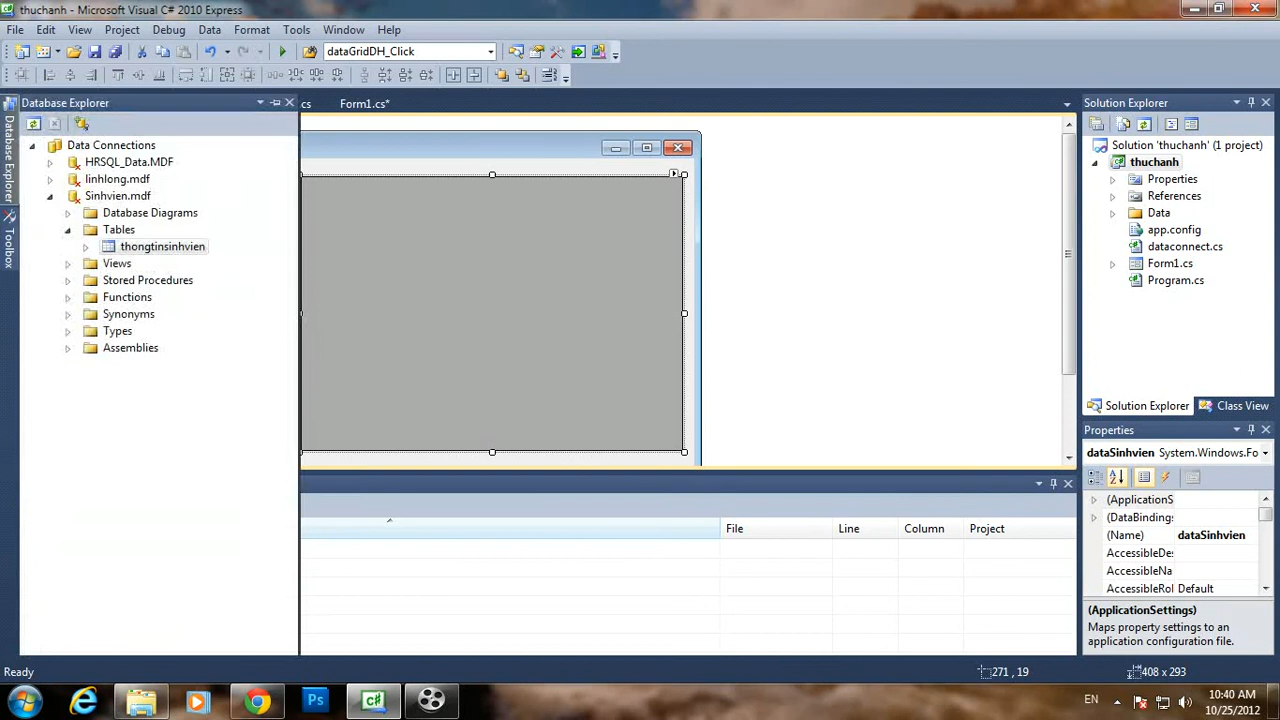 thuchanh - Microsoft Visual C# 2010 Express
File Edit View Project Debug Data Format Tools Window Help
dataGridDH_Click
Database Explorer
cs Form1.cs*
Solution Explorer
Database Explorer
Toolbox
Data Connections
HRSQL_Data.MDF
linhlong.mdf
Sinhvien.mdf
Database Diagrams
Tables
thongtinsinhvien
Views
Stored Procedures
Functions
Synonyms
Types
Assemblies
Solution 'thuchanh' (1 project)
thuchanh
Properties
References
Data
app.config
dataconnect.cs
Form1.cs
Program.cs
Solution Explorer Class View
Properties
dataSinhvien System.Windows.Fo
(ApplicationS
(DataBindings
(Name) dataSinhvien
AccessibleDe
AccessibleNa
AccessibleRol Default
(ApplicationSettings)
Maps property settings to an
application configuration file.
File Line Column Project
Ready 271 , 19 408 x 293
Ps C# EN 10:40 AM
10/25/2012